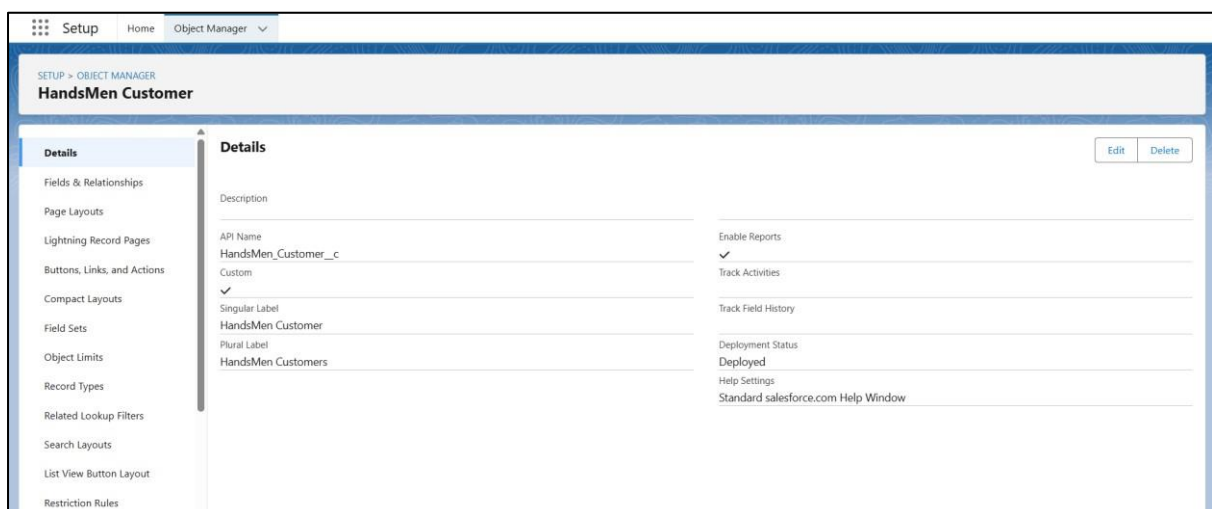 Setup Home Object Manager
SETUP > OBJECT MANAGER
HandsMen Customer
Details
Fields & Relationships
Page Layouts
Lightning Record Pages
Buttons, Links, and Actions
Compact Layouts
Field Sets
Object Limits
Record Types
Related Lookup Filters
Search Layouts
List View Button Layout
Restriction Rules
Details
Edit Delete
Description
API Name
HandsMen_Customer__c
Custom
Singular Label
HandsMen Customer
Plural Label
HandsMen Customers
Enable Reports
Track Activities
Track Field History
Deployment Status
Deployed
Help Settings
Standard salesforce.com Help Window